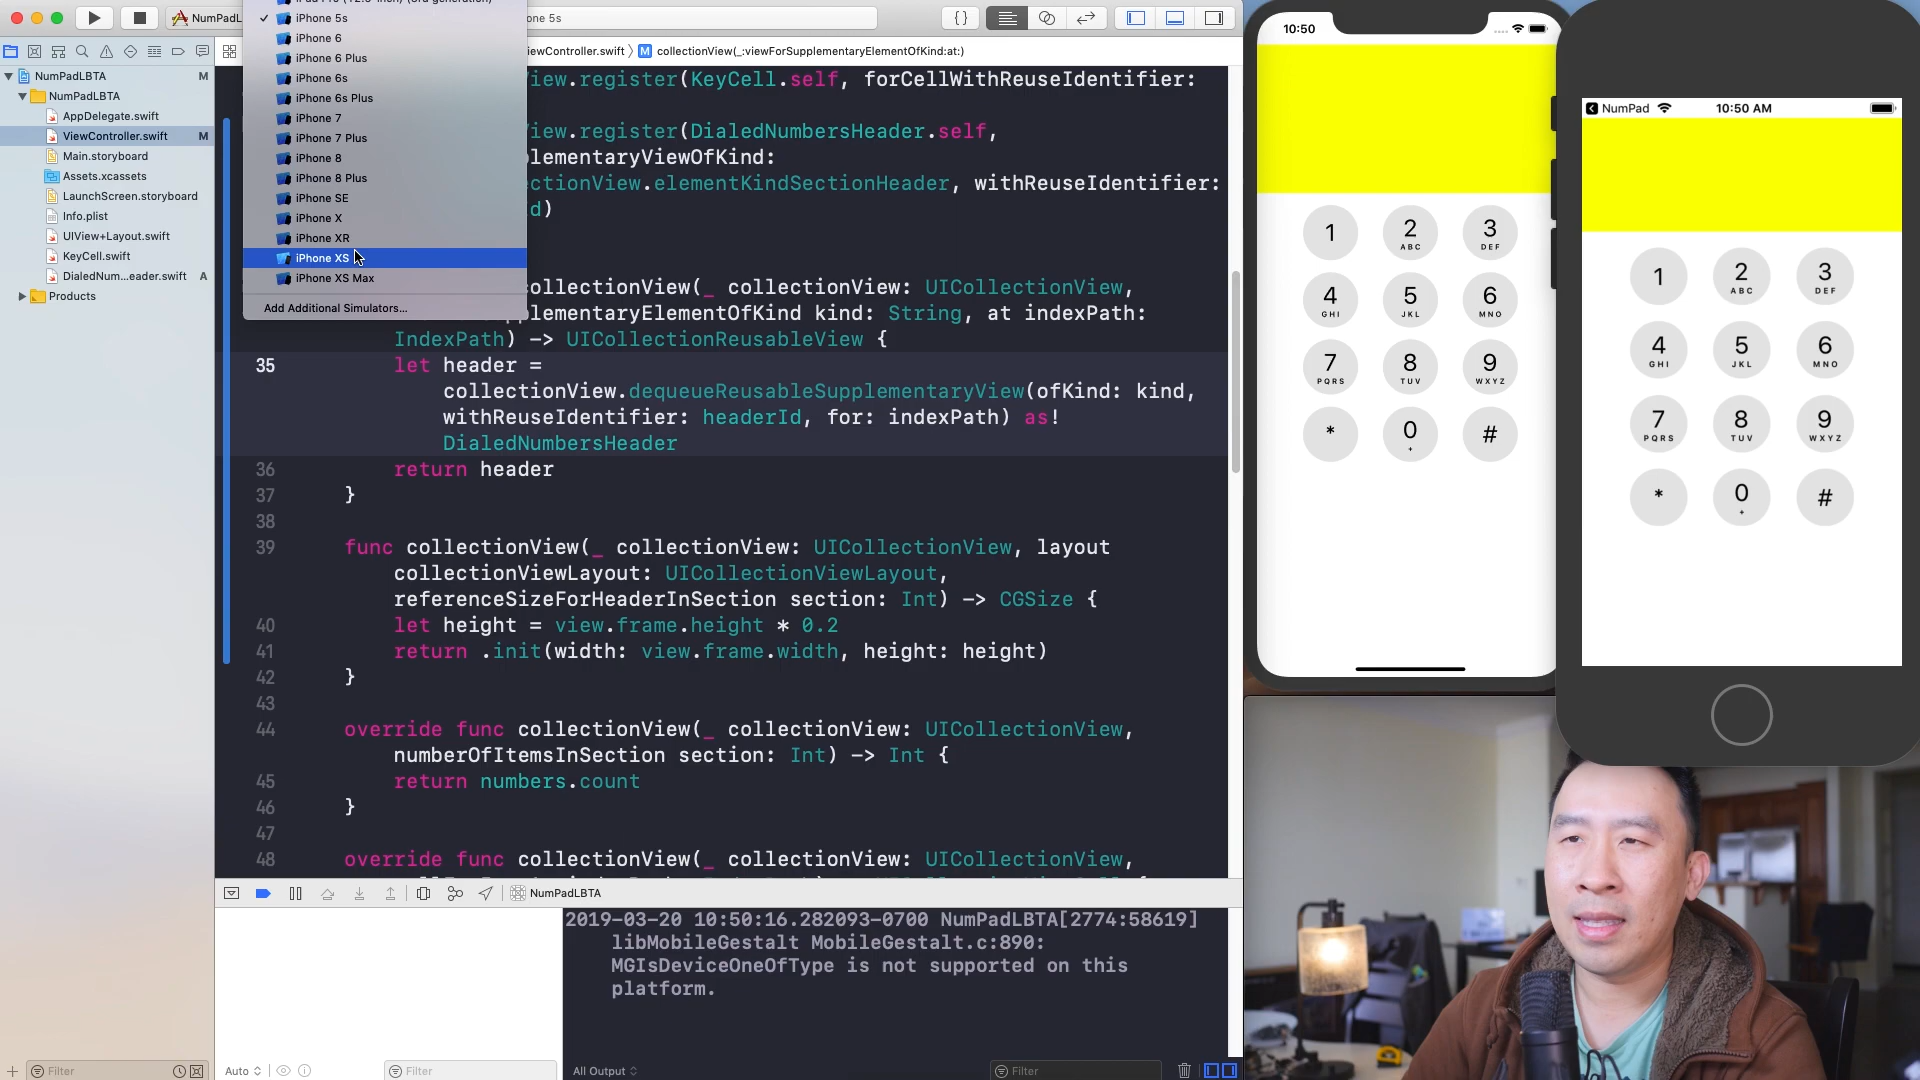 NumPadL
one 5s
iPad Pro (12.9-inch) (3rd generation)
✓ iPhone 5s
iPhone 6
iPhone 6 Plus
iPhone 6s
iPhone 6s Plus
iPhone 7
iPhone 7 Plus
iPhone 8
iPhone 8 Plus
iPhone SE
iPhone X
iPhone XR
iPhone XS
iPhone XS Max
Add Additional Simulators...
NumPadLBTA M
NumPadLBTA
AppDelegate.swift
ViewController.swift M
Main.storyboard
Assets.xcassets
LaunchScreen.storyboard
Info.plist
UIView+Layout.swift
KeyCell.swift
DialedNum...eader.swift A
Products
Filter
iewController.swift 〉 M collectionView(_:viewForSupplementaryElementOfKind:at:)
iew.register(KeyCell.self, forCellWithReuseIdentifier:
iew.register(DialedNumbersHeader.self,
plementaryViewOfKind:
ectionView.elementKindSectionHeader, withReuseIdentifier:
d)
ollectionView(_ collectionView: UICollectionView,
pplementaryElementOfKind kind: String, at indexPath:
IndexPath) -> UICollectionReusableView {
35 let header =
collectionView.dequeueReusableSupplementaryView(ofKind: kind,
withReuseIdentifier: headerId, for: indexPath) as!
DialedNumbersHeader
36 return header
37 }
38
39 func collectionView(_ collectionView: UICollectionView, layout
collectionViewLayout: UICollectionViewLayout,
referenceSizeForHeaderInSection section: Int) -> CGSize {
40 let height = view.frame.height * 0.2
41 return .init(width: view.frame.width, height: height)
42 }
43
44 override func collectionView(_ collectionView: UICollectionView,
numberOfItemsInSection section: Int) -> Int {
45 return numbers.count
46 }
47
48 override func collectionView(_ collectionView: UICollectionView,
NumPadLBTA
2019-03-20 10:50:16.282093-0700 NumPadLBTA[2774:58619]
libMobileGestalt MobileGestalt.c:890:
MGIsDeviceOneOfType is not supported on this
platform.
Auto
Filter
All Output
Filter
10:50
1 2 3
ABC DEF
4 5 6
GHI JKL MNO
7 8 9
PQRS TUV WXYZ
* 0 #
+
NumPad 10:50 AM
1 2 3
ABC DEF
4 5 6
GHI JKL MNO
7 8 9
PQRS TUV WXYZ
* 0 #
+